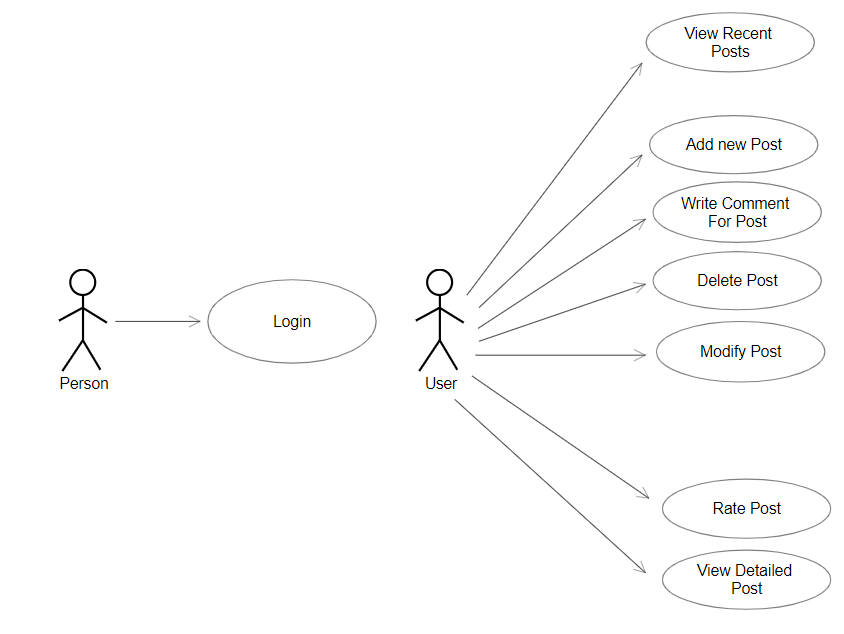 View Recent
Posts
Add new Post
Write Comment
For Post
Delete Post
Login
Modify Post
Person
User
Rate Post
View Detailed
Post